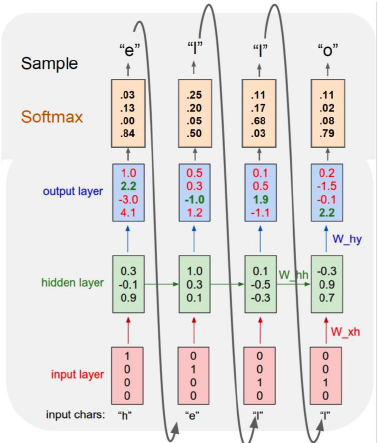 Sample “e” “l” “l” “o”
Softmax
.03 .25 .11 .11
.13 .20 .17 .02
.00 .05 .68 .08
.84 .50 .03 .79
output layer
1.0 0.5 0.1 0.2
2.2 0.3 0.5 -1.5
-3.0 -1.0 1.9 -0.1
4.1 1.2 -1.1 2.2
W_hy
hidden layer
0.3 1.0 0.1 -0.3
-0.1 0.3 -0.5 0.9
0.9 0.1 -0.3 0.7
W_hh
W_xh
input layer
1 0 0 0
0 1 0 0
0 0 1 1
0 0 0 0
input chars: “h” “e” “l” “l”